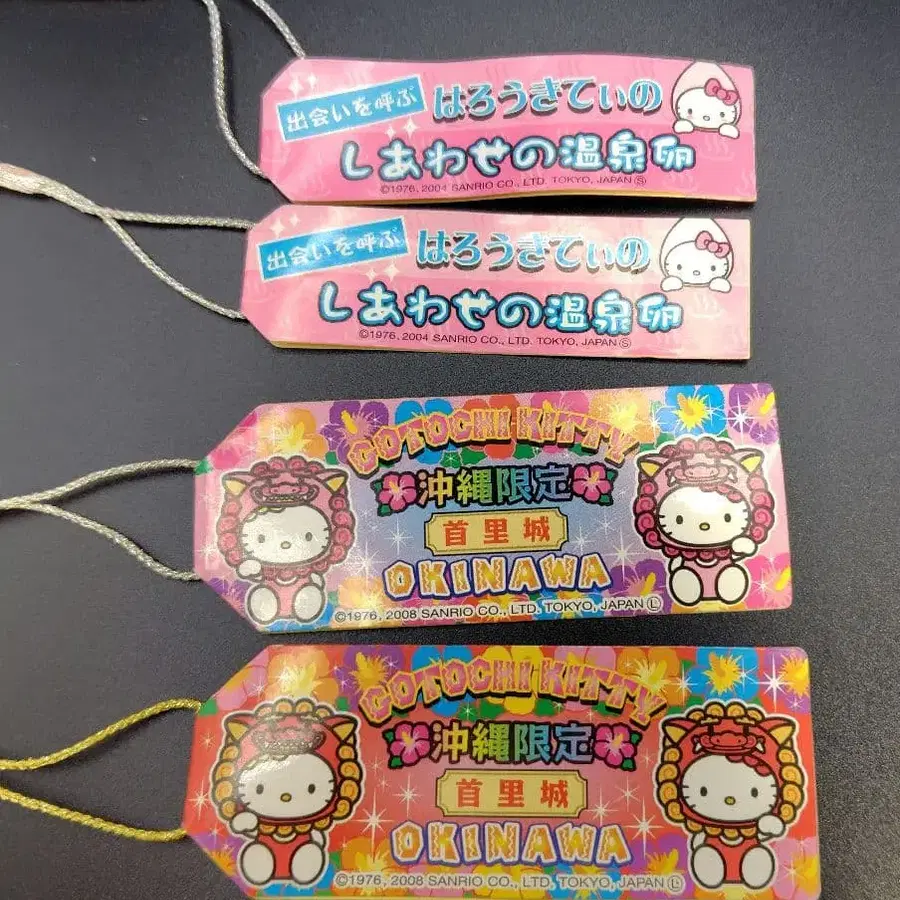 出会いを呼ぶ はろうきてぃの
しあわせの温泉卵
©1976, 2004 SANRIO CO., LTD. TOKYO, JAPAN Ⓢ
出会いを呼ぶ はろうきてぃの
しあわせの温泉卵
©1976, 2004 SANRIO CO., LTD. TOKYO, JAPAN Ⓢ
GOTOCHI KITTY
沖縄限定
首里城
OKINAWA
©1976, 2008 SANRIO CO., LTD. TOKYO, JAPAN Ⓛ
GOTOCHI KITTY
沖縄限定
首里城
OKINAWA
©1976, 2008 SANRIO CO., LTD. TOKYO, JAPAN Ⓛ